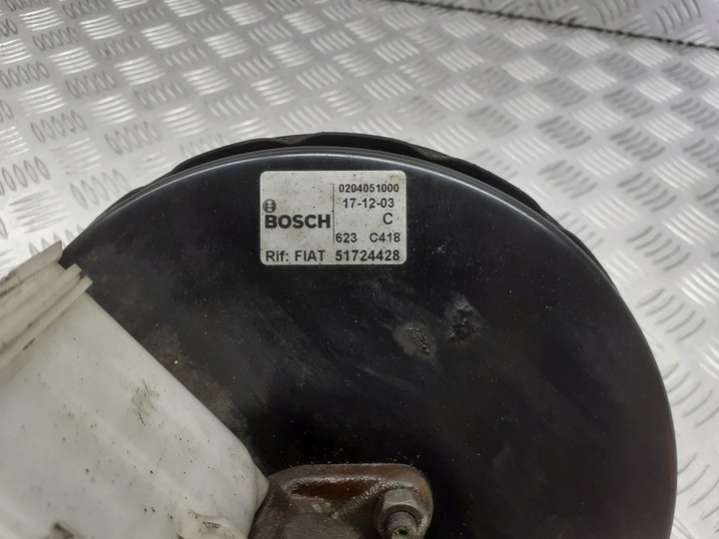 0204051000
17-12-03
BOSCH C
623 C418
Rif: FIAT 51724428